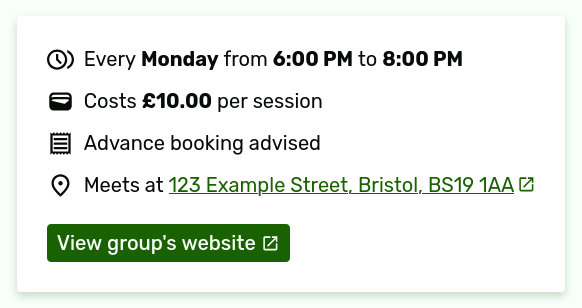 Every Monday from 6:00 PM to 8:00 PM
Costs £10.00 per session
Advance booking advised
Meets at 123 Example Street, Bristol, BS19 1AA
View group's website